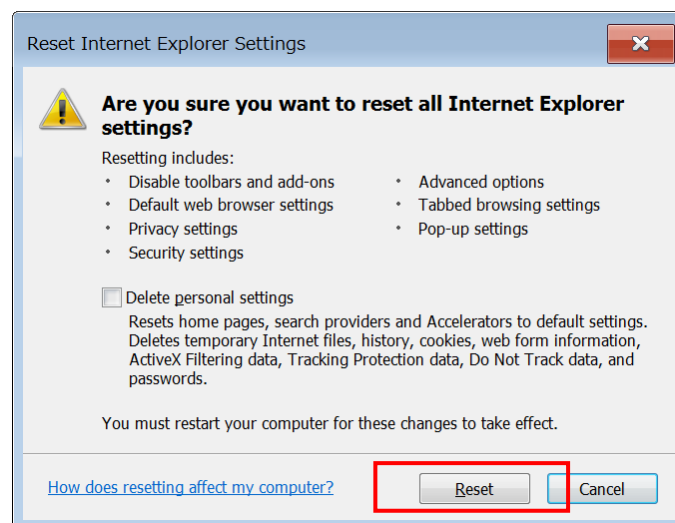 Reset Internet Explorer Settings
Are you sure you want to reset all Internet Explorer
settings?
Resetting includes:
• Disable toolbars and add-ons
• Default web browser settings
• Privacy settings
• Security settings
• Advanced options
• Tabbed browsing settings
• Pop-up settings
Delete personal settings
Resets home pages, search providers and Accelerators to default settings.
Deletes temporary Internet files, history, cookies, web form information,
ActiveX Filtering data, Tracking Protection data, Do Not Track data, and
passwords.
You must restart your computer for these changes to take effect.
How does resetting affect my computer?
Reset
Cancel